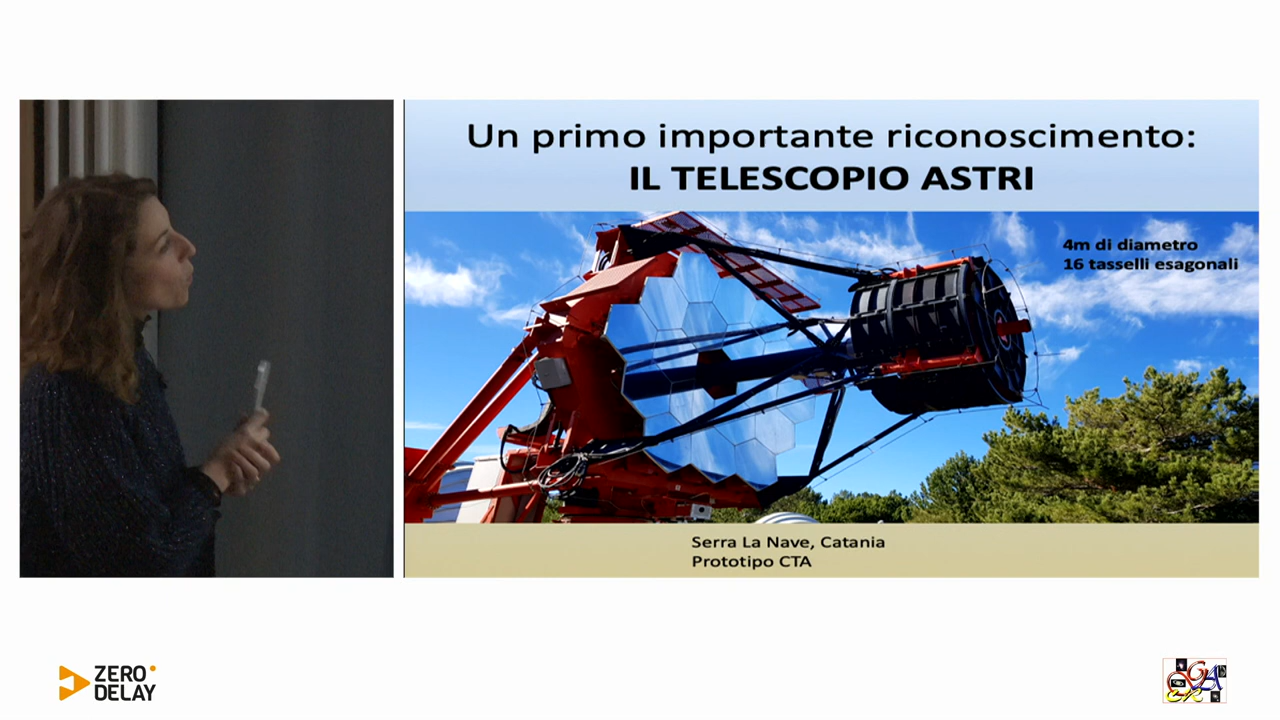 Un primo importante riconoscimento:
IL TELESCOPIO ASTRI
4m di diametro
16 tasselli esagonali
Serra La Nave, Catania
Prototipo CTA
ZERO
DELAY